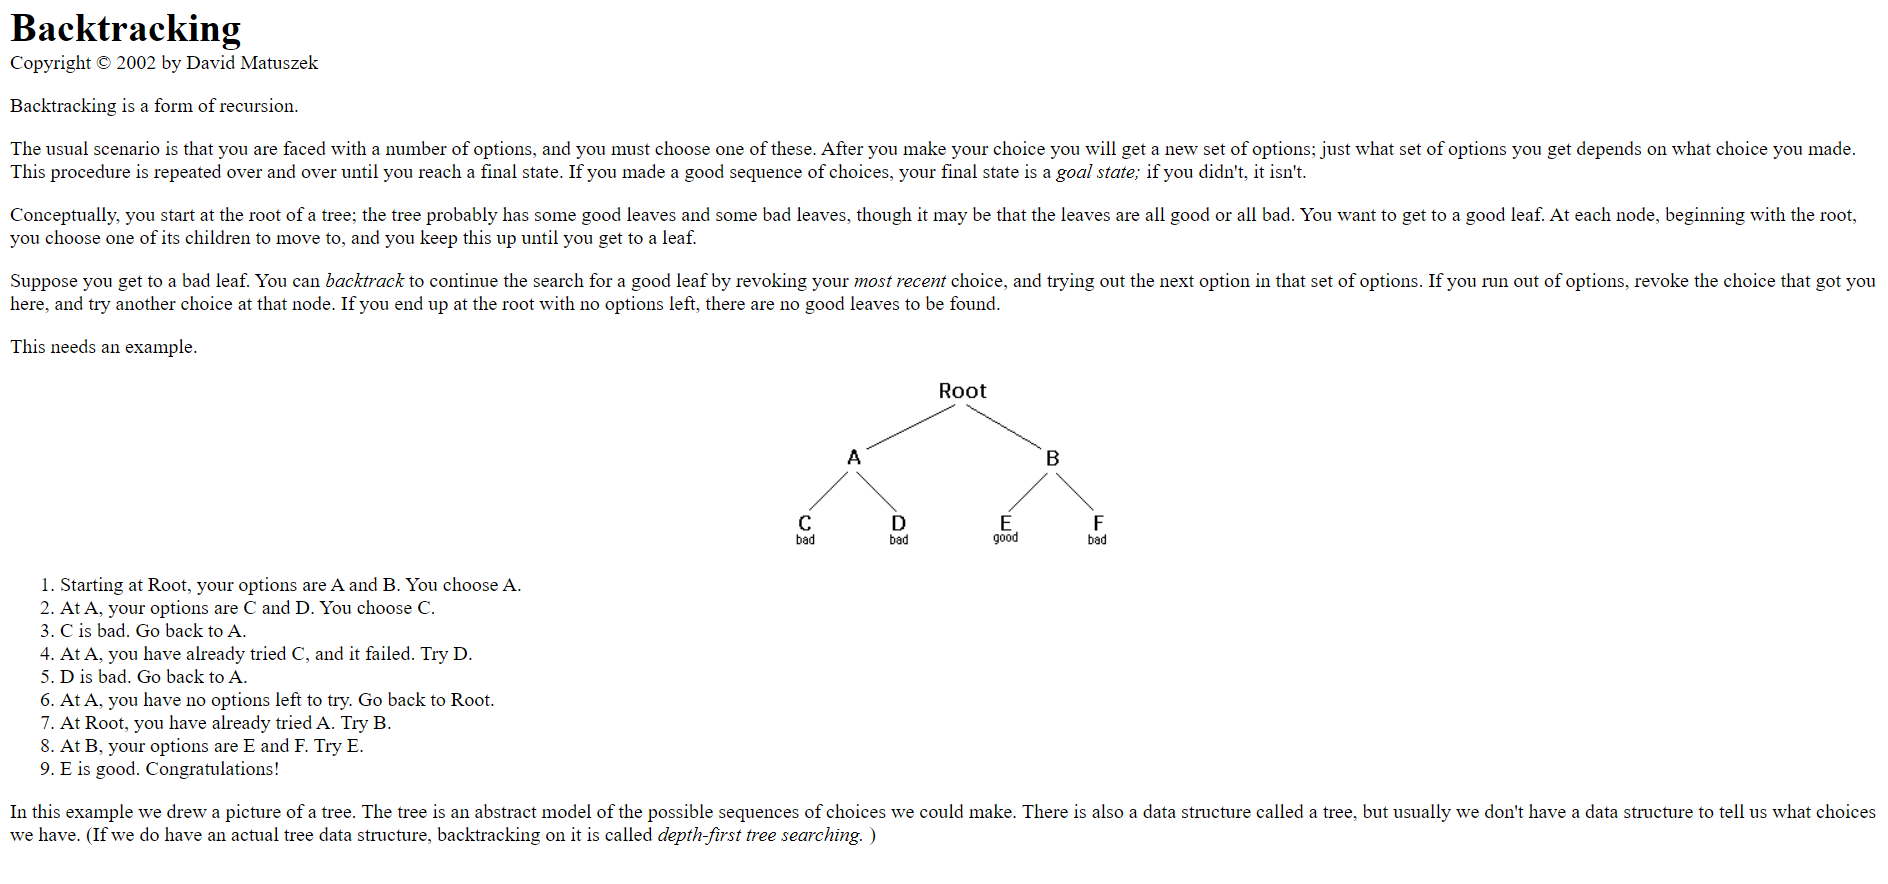 Backtracking
Copyright © 2002 by David Matuszek
Backtracking is a form of recursion.
The usual scenario is that you are faced with a number of options, and you must choose one of these. After you make your choice you will get a new set of options; just what set of options you get depends on what choice you made.
This procedure is repeated over and over until you reach a final state. If you made a good sequence of choices, your final state is a goal state; if you didn't, it isn't.
Conceptually, you start at the root of a tree; the tree probably has some good leaves and some bad leaves, though it may be that the leaves are all good or all bad. You want to get to a good leaf. At each node, beginning with the root,
you choose one of its children to move to, and you keep this up until you get to a leaf.
Suppose you get to a bad leaf. You can backtrack to continue the search for a good leaf by revoking your most recent choice, and trying out the next option in that set of options. If you run out of options, revoke the choice that got you
here, and try another choice at that node. If you end up at the root with no options left, there are no good leaves to be found.
This needs an example.
Root
A B
C D E F
bad bad good bad
1. Starting at Root, your options are A and B. You choose A.
2. At A, your options are C and D. You choose C.
3. C is bad. Go back to A.
4. At A, you have already tried C, and it failed. Try D.
5. D is bad. Go back to A.
6. At A, you have no options left to try. Go back to Root.
7. At Root, you have already tried A. Try B.
8. At B, your options are E and F. Try E.
9. E is good. Congratulations!
In this example we drew a picture of a tree. The tree is an abstract model of the possible sequences of choices we could make. There is also a data structure called a tree, but usually we don't have a data structure to tell us what choices
we have. (If we do have an actual tree data structure, backtracking on it is called depth-first tree searching. )